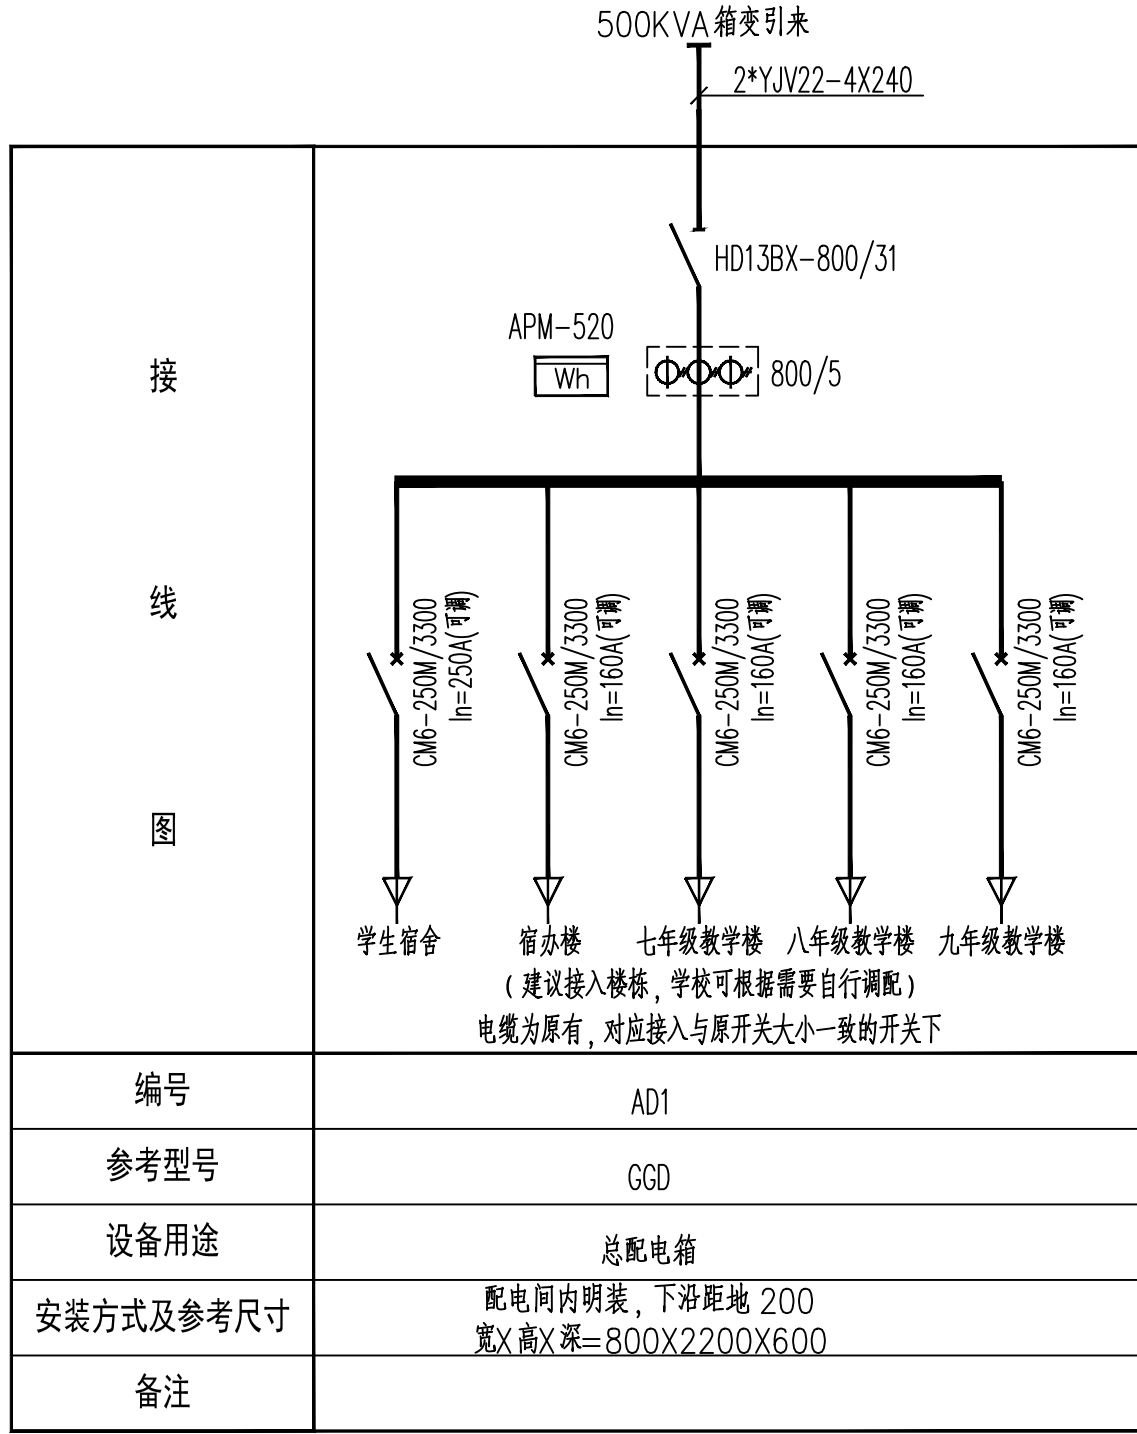 500KVA箱变引来
2*YJV22-4X240
HD13BX-800/31
APM-520
Wh
800/5
接
线
图
CM6-250M/3300
In=250A(可调)
CM6-250M/3300
In=160A(可调)
CM6-250M/3300
In=160A(可调)
CM6-250M/3300
In=160A(可调)
CM6-250M/3300
In=160A(可调)
学生宿舍
宿办楼
七年级教学楼
八年级教学楼
九年级教学楼
(建议接入楼栋,学校可根据需要自行调配)
电缆为原有,对应接入与原开关大小一致的开关下
编号
AD1
参考型号
GGD
设备用途
总配电箱
安装方式及参考尺寸
配电间内明装,下沿距地 200
宽X高X深=800X2200X600
备注